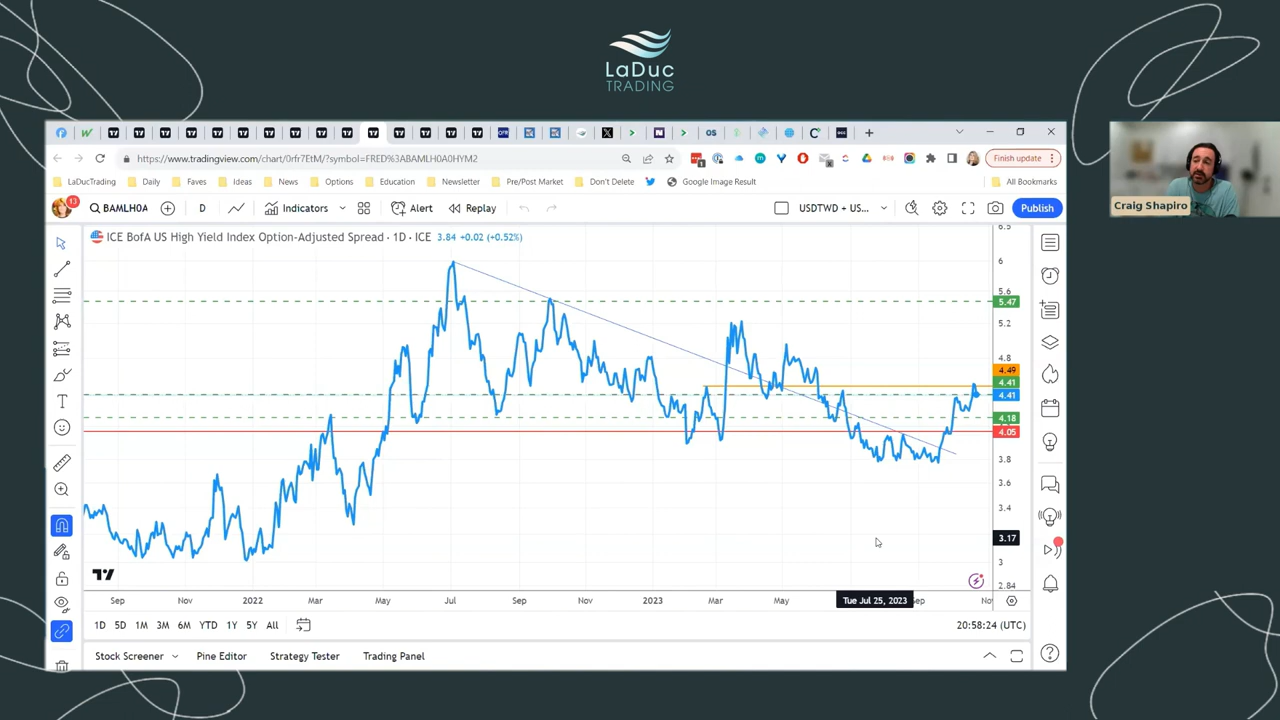 LaDuc
TRADING
https://www.tradingview.com/chart/0rfr7EtM/?symbol=FRED%3ABAMLH0A0HYM2
Finish update
LaDucTrading
Daily
Faves
Ideas
News
Options
Education
Newsletter
Pre/Post Market
Don't Delete
Google Image Result
All Bookmarks
Craig Shapiro
13
BAMLH0A
D
Indicators
Alert
Replay
USDTWD + US...
Publish
ICE BofA US High Yield Index Option-Adjusted Spread · 1D · ICE 3.84 +0.02 (+0.52%)
6.5
6
5.47
5.2
4.8
4.49
4.41
4.41
4.18
4.05
3.8
3.6
3.4
3.17
3
2.84
Sep
Nov
2022
Mar
May
Jul
Sep
Nov
2023
Mar
May
Tue Jul 25, 2023
Sep
1D 5D 1M 3M 6M YTD 1Y 5Y All
20:58:24 (UTC)
Stock Screener
Pine Editor
Strategy Tester
Trading Panel